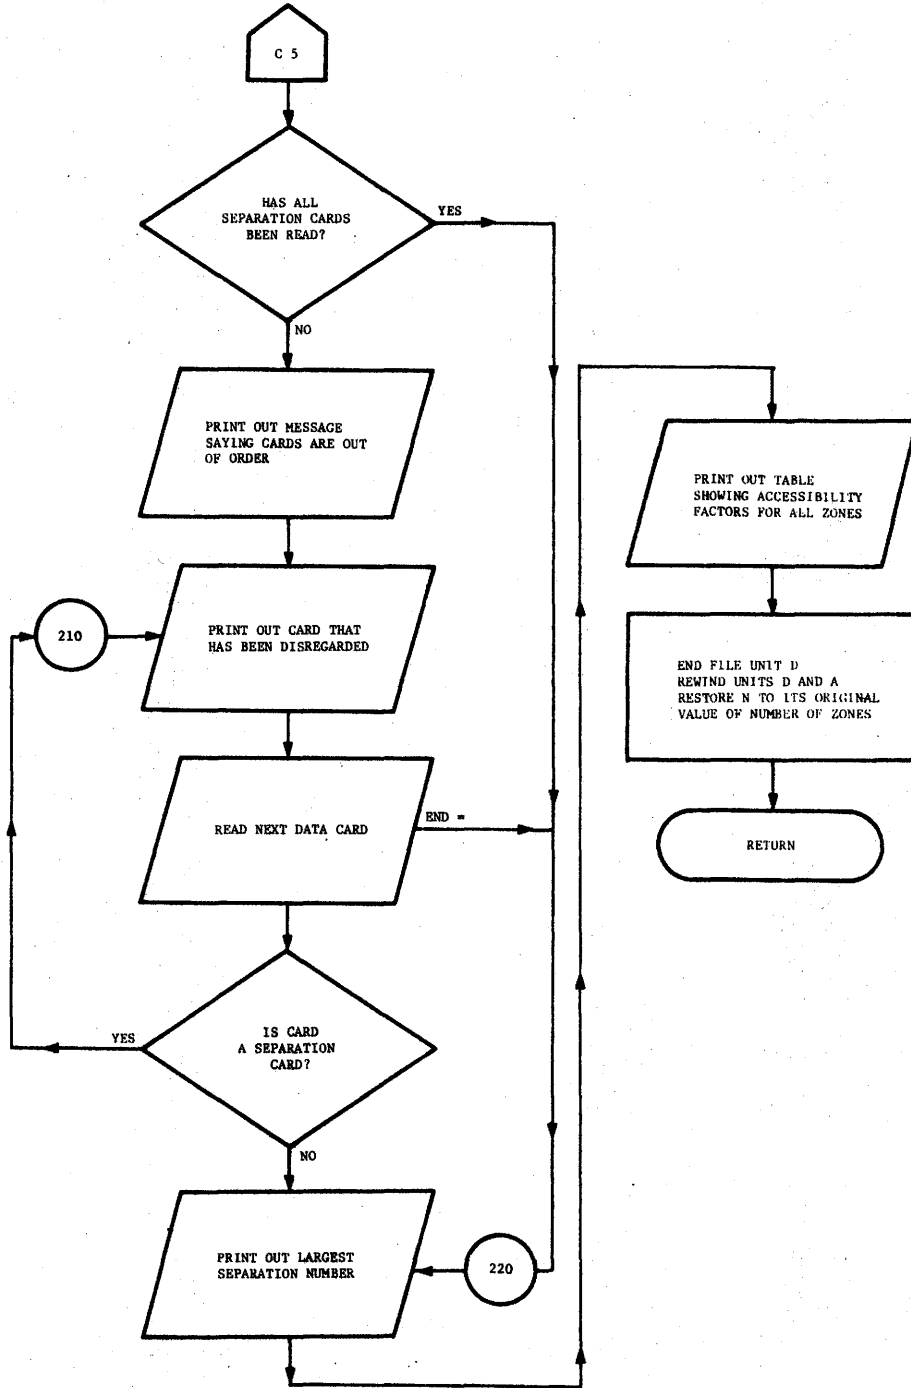 C 5
HAS ALL
SEPARATION CARDS
BEEN READ?
YES
NO
PRINT OUT MESSAGE
SAYING CARDS ARE OUT
OF ORDER
210
PRINT OUT CARD THAT
HAS BEEN DISREGARDED
READ NEXT DATA CARD
END =
IS CARD
A SEPARATION
CARD?
YES
NO
PRINT OUT LARGEST
SEPARATION NUMBER
220
PRINT OUT TABLE
SHOWING ACCESSIBILITY
FACTORS FOR ALL ZONES
END FILE UNIT D
REWIND UNITS D AND A
RESTORE N TO ITS ORIGINAL
VALUE OF NUMBER OF ZONES
RETURN